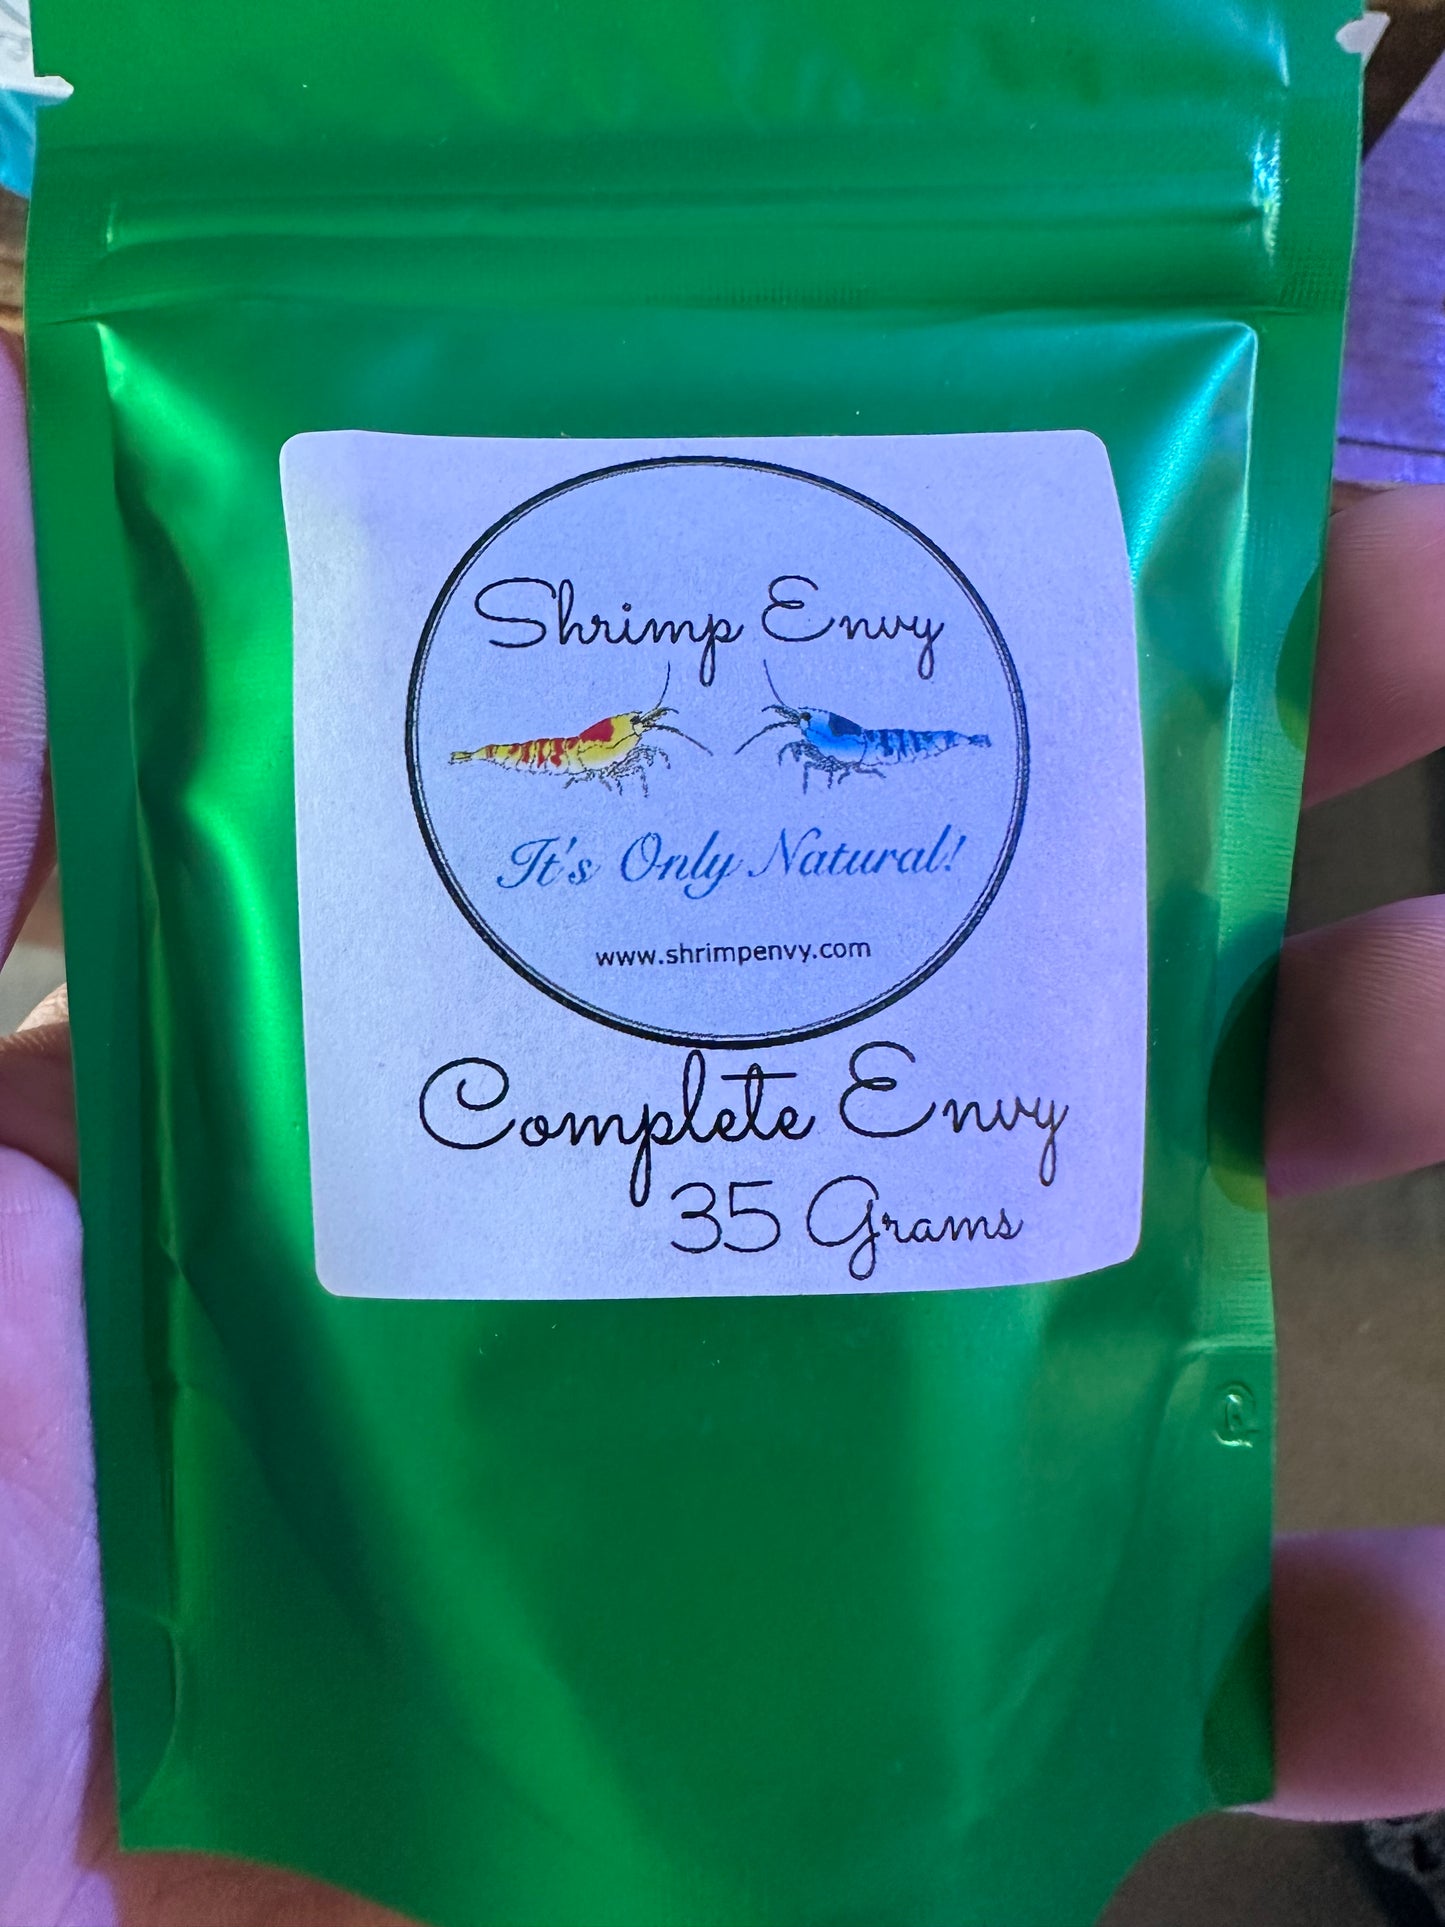 Shrimp Envy
It's Only Natural!
www.shrimpenvy.com
Complete Envy
35 Grams